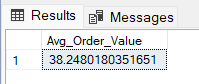 Results Messages
Avg_Order_Value
1 38.2480180351651